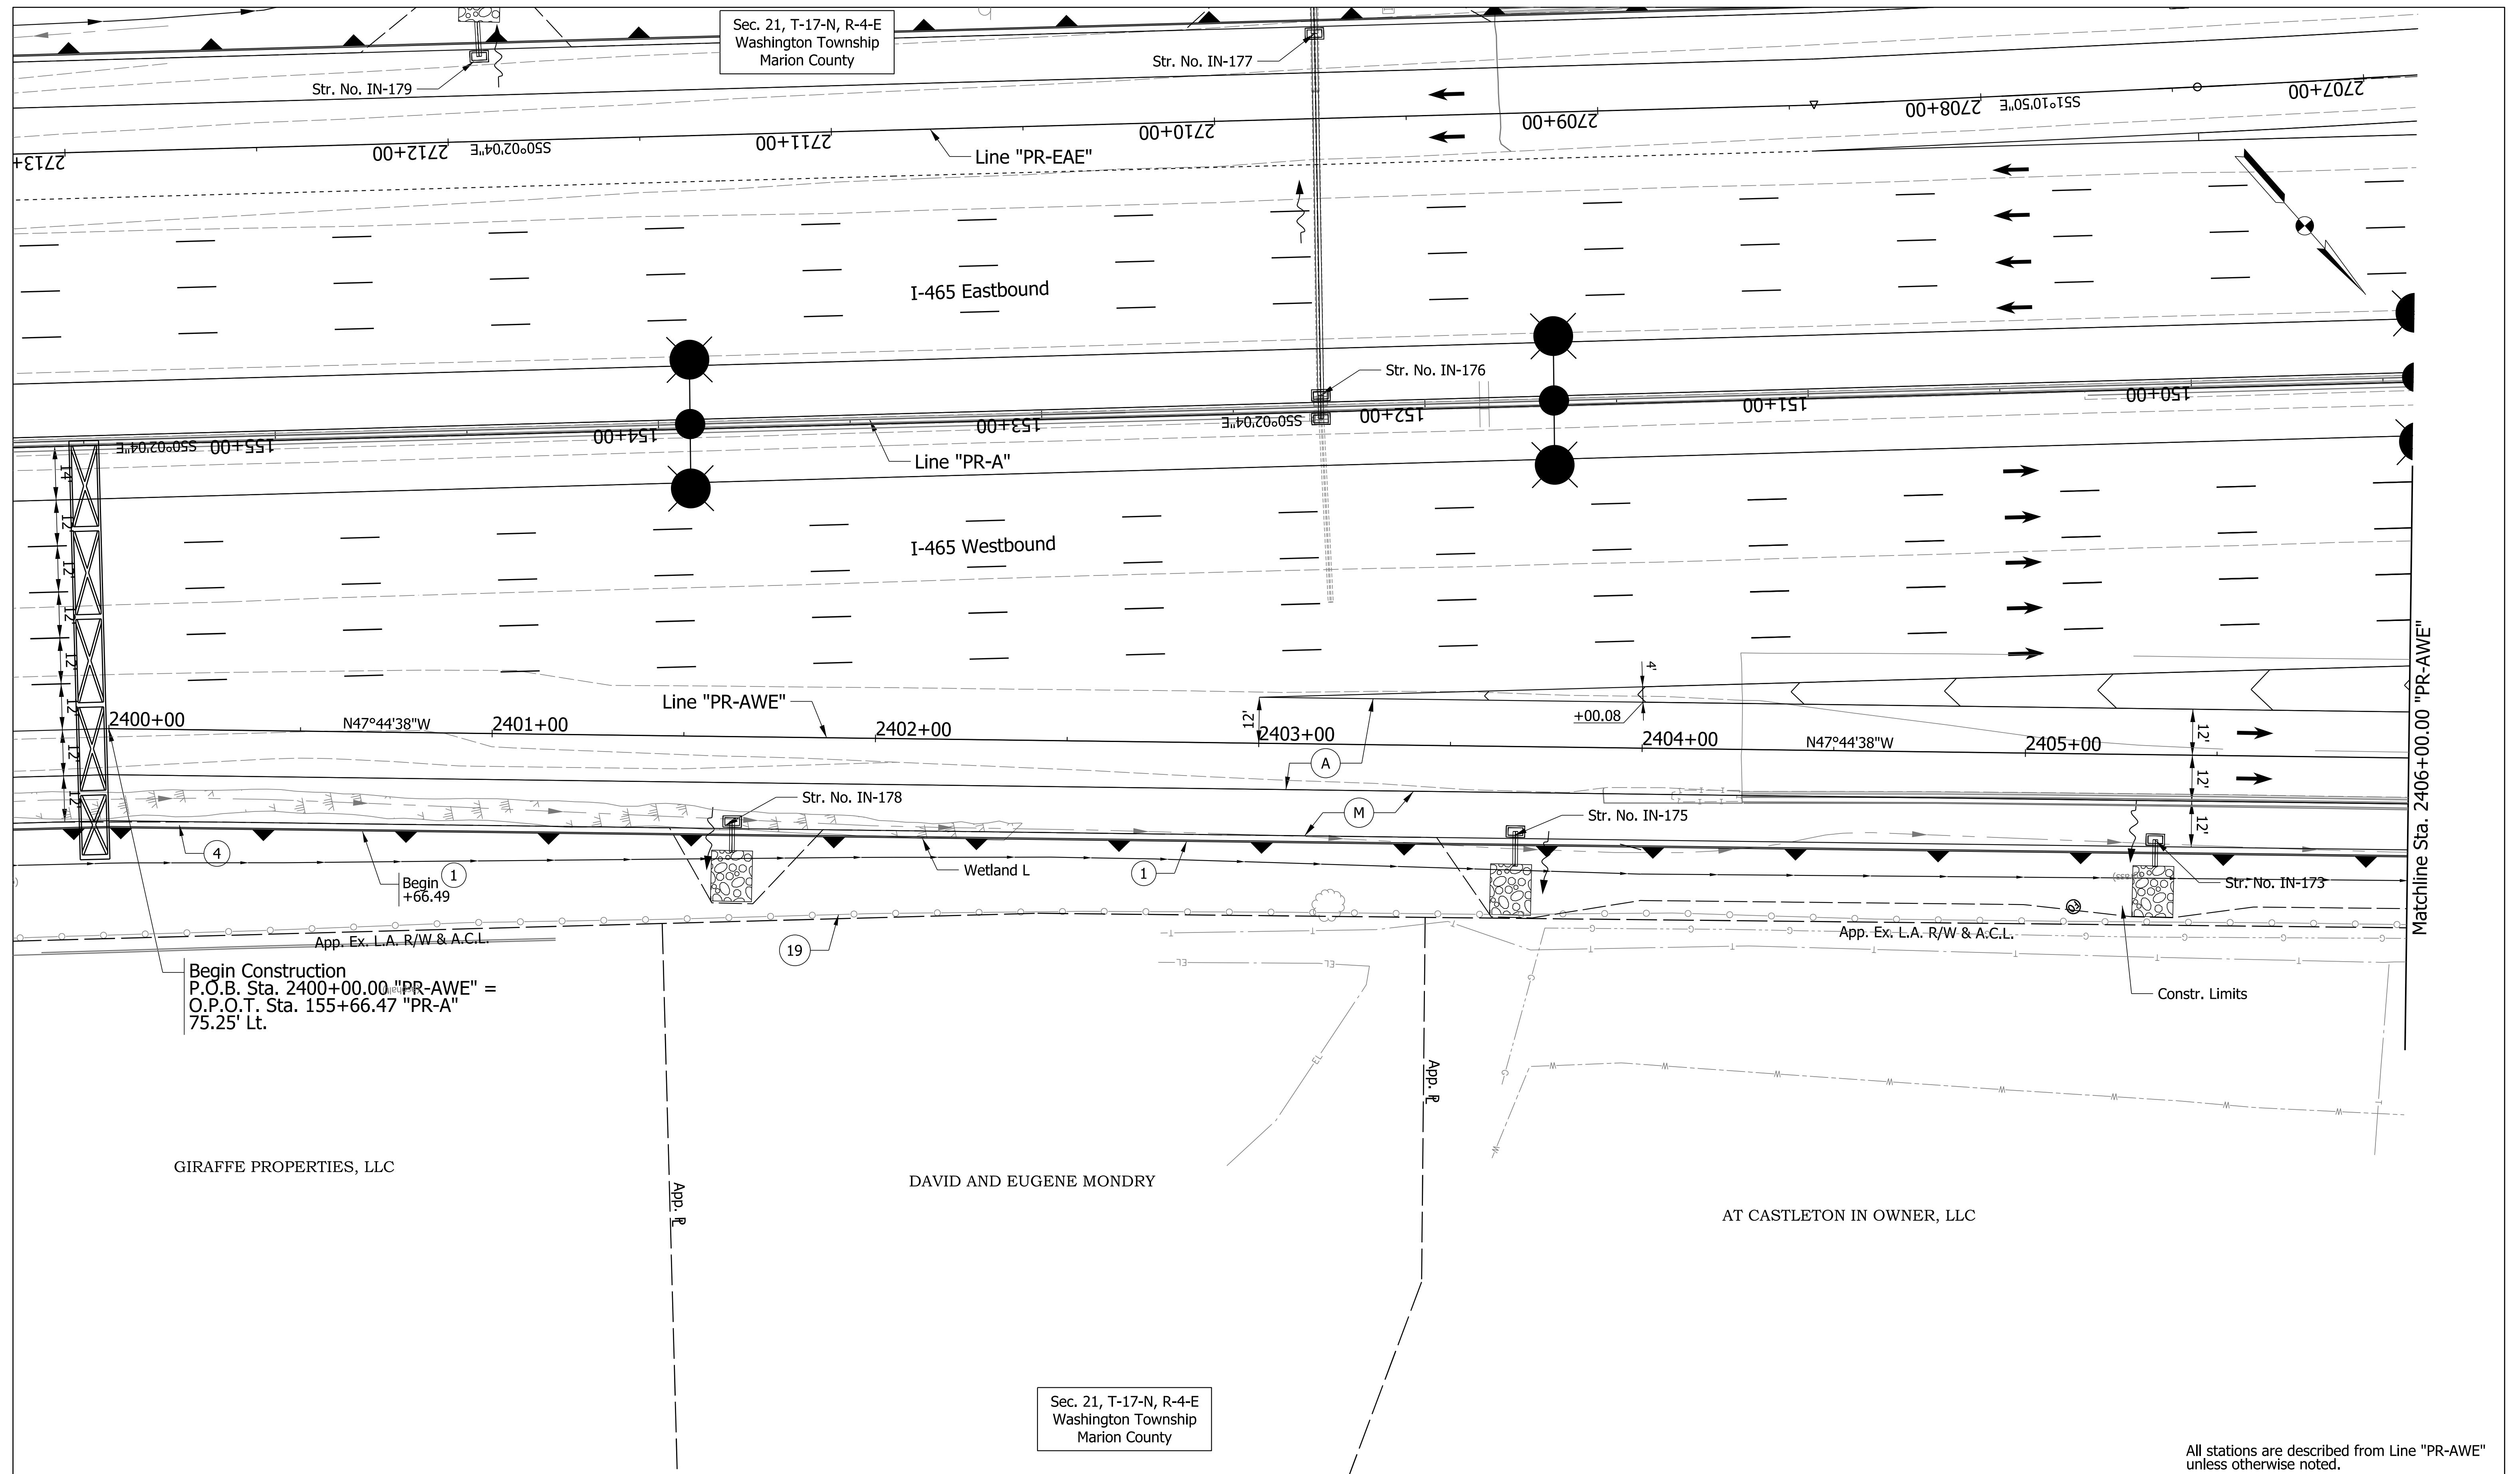 Sec. 21, T-17-N, R-4-E
Washington Township
Marion County
Str. No. IN-179
Str. No. IN-177
2713+
2712+00
S50°02'04"E
2711+00
2710+00
2709+00
2708+00
S51°10'50"E
2707+00
Line "PR-EAE"
I-465 Eastbound
Str. No. IN-176
S50°02'04"E
155+00
154+00
153+00
S50°02'04"E
152+00
151+00
150+00
Line "PR-A"
14'
12'
12'
12'
12'
12'
12'
12'
I-465 Westbound
Line "PR-AWE"
4'
+00.08
12'
2400+00
N47°44'38"W
2401+00
2402+00
2403+00
2404+00
N47°44'38"W
2405+00
12'
12'
12'
A
M
Str. No. IN-178
Str. No. IN-175
Str. No. IN-173
4
1
Begin
+66.49
Wetland L
1
19
App. Ex. L.A. R/W & A.C.L.
App. Ex. L.A. R/W & A.C.L.
Constr. Limits
Begin Construction
P.O.B. Sta. 2400+00.00 "PR-AWE" =
O.P.O.T. Sta. 155+66.47 "PR-A"
75.25' Lt.
Matchline Sta. 2406+00.00 "PR-AWE"
T T T T T T T T
G G G G G G G G
EL EL EL
W W W W W W W W W
App. PL
App. PL
GIRAFFE PROPERTIES, LLC
DAVID AND EUGENE MONDRY
AT CASTLETON IN OWNER, LLC
Sec. 21, T-17-N, R-4-E
Washington Township
Marion County
All stations are described from Line "PR-AWE"
unless otherwise noted.